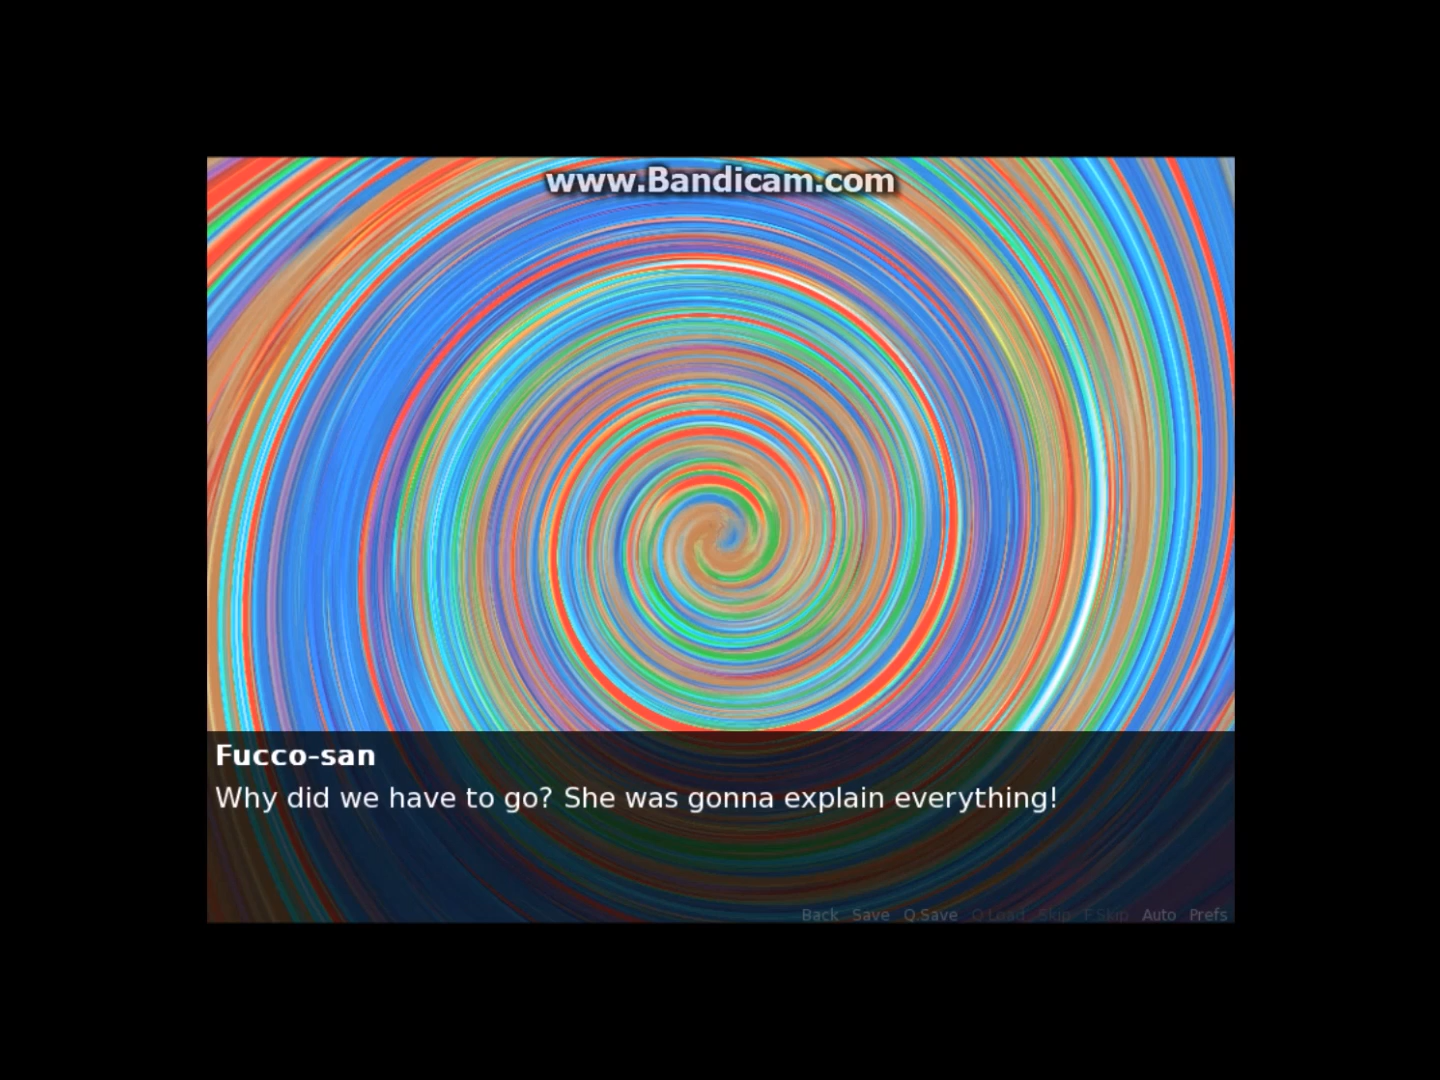 www.Bandicam.com
Fucco-san
Why did we have to go? She was gonna explain everything!
Back Save Q.Save Q.Load Skip F.Skip Auto Prefs